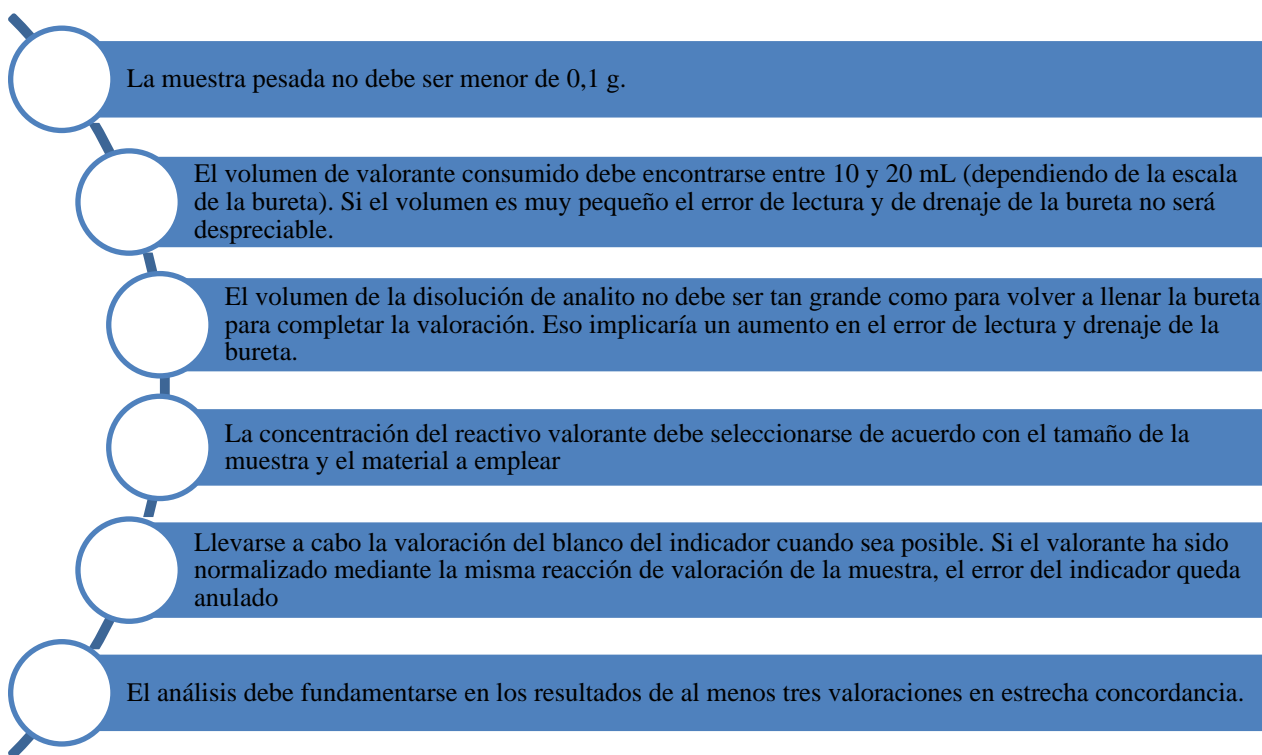 La muestra pesada no debe ser menor de 0,1 g.
El volumen de valorante consumido debe encontrarse entre 10 y 20 mL (dependiendo de la escala
de la bureta). Si el volumen es muy pequeño el error de lectura y de drenaje de la bureta no será
despreciable.
El volumen de la disolución de analito no debe ser tan grande como para volver a llenar la bureta
para completar la valoración. Eso implicaría un aumento en el error de lectura y drenaje de la
bureta.
La concentración del reactivo valorante debe seleccionarse de acuerdo con el tamaño de la
muestra y el material a emplear
Llevarse a cabo la valoración del blanco del indicador cuando sea posible. Si el valorante ha sido
normalizado mediante la misma reacción de valoración de la muestra, el error del indicador queda
anulado
El análisis debe fundamentarse en los resultados de al menos tres valoraciones en estrecha concordancia.